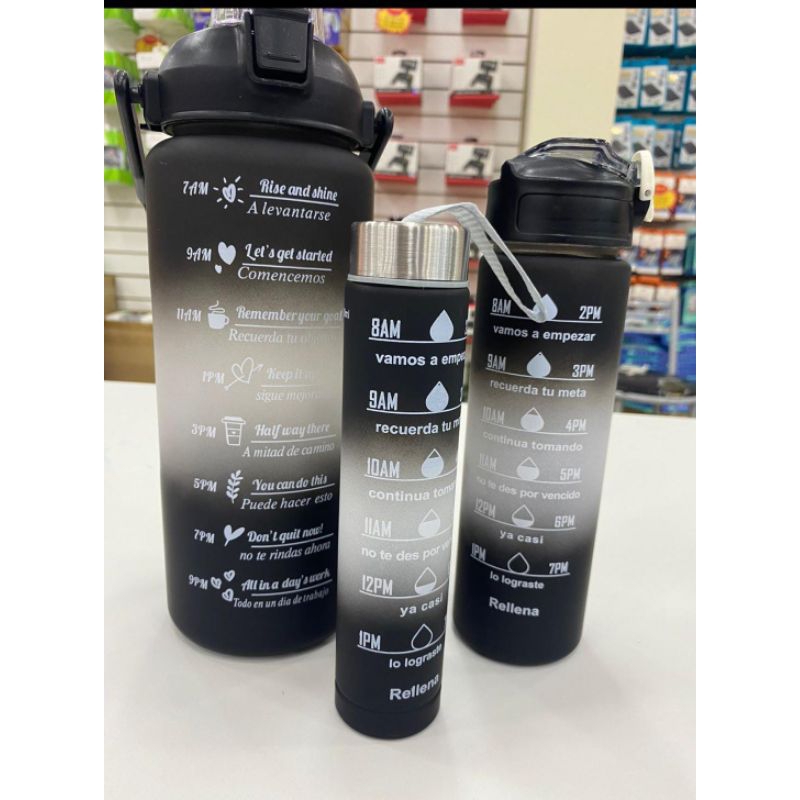 7AM Rise and shine
A levantarse
9AM Let's get started
Comencemos
11AM Remember your goal
Recuerda tu
1PM Keep it
sigue
3PM Half way there
A mitad de camino
5PM You can do this
Puede hacer esto
7PM Don't quit now!
no te rindas ahora
9PM All in a day's work
Todo en un dia de trabajo
8AM
vamos a
9AM
recuerda tu
10AM
continua
11AM
no te des por
12PM
ya casi
1PM
lo lograste
Rellena
8AM 2PM
vamos a empezar
9AM 3PM
recuerda tu meta
10AM 4PM
continua tomando
11AM 5PM
no te des por vencido
12PM 6PM
ya casi
1PM 7PM
lo lograste
Rellena